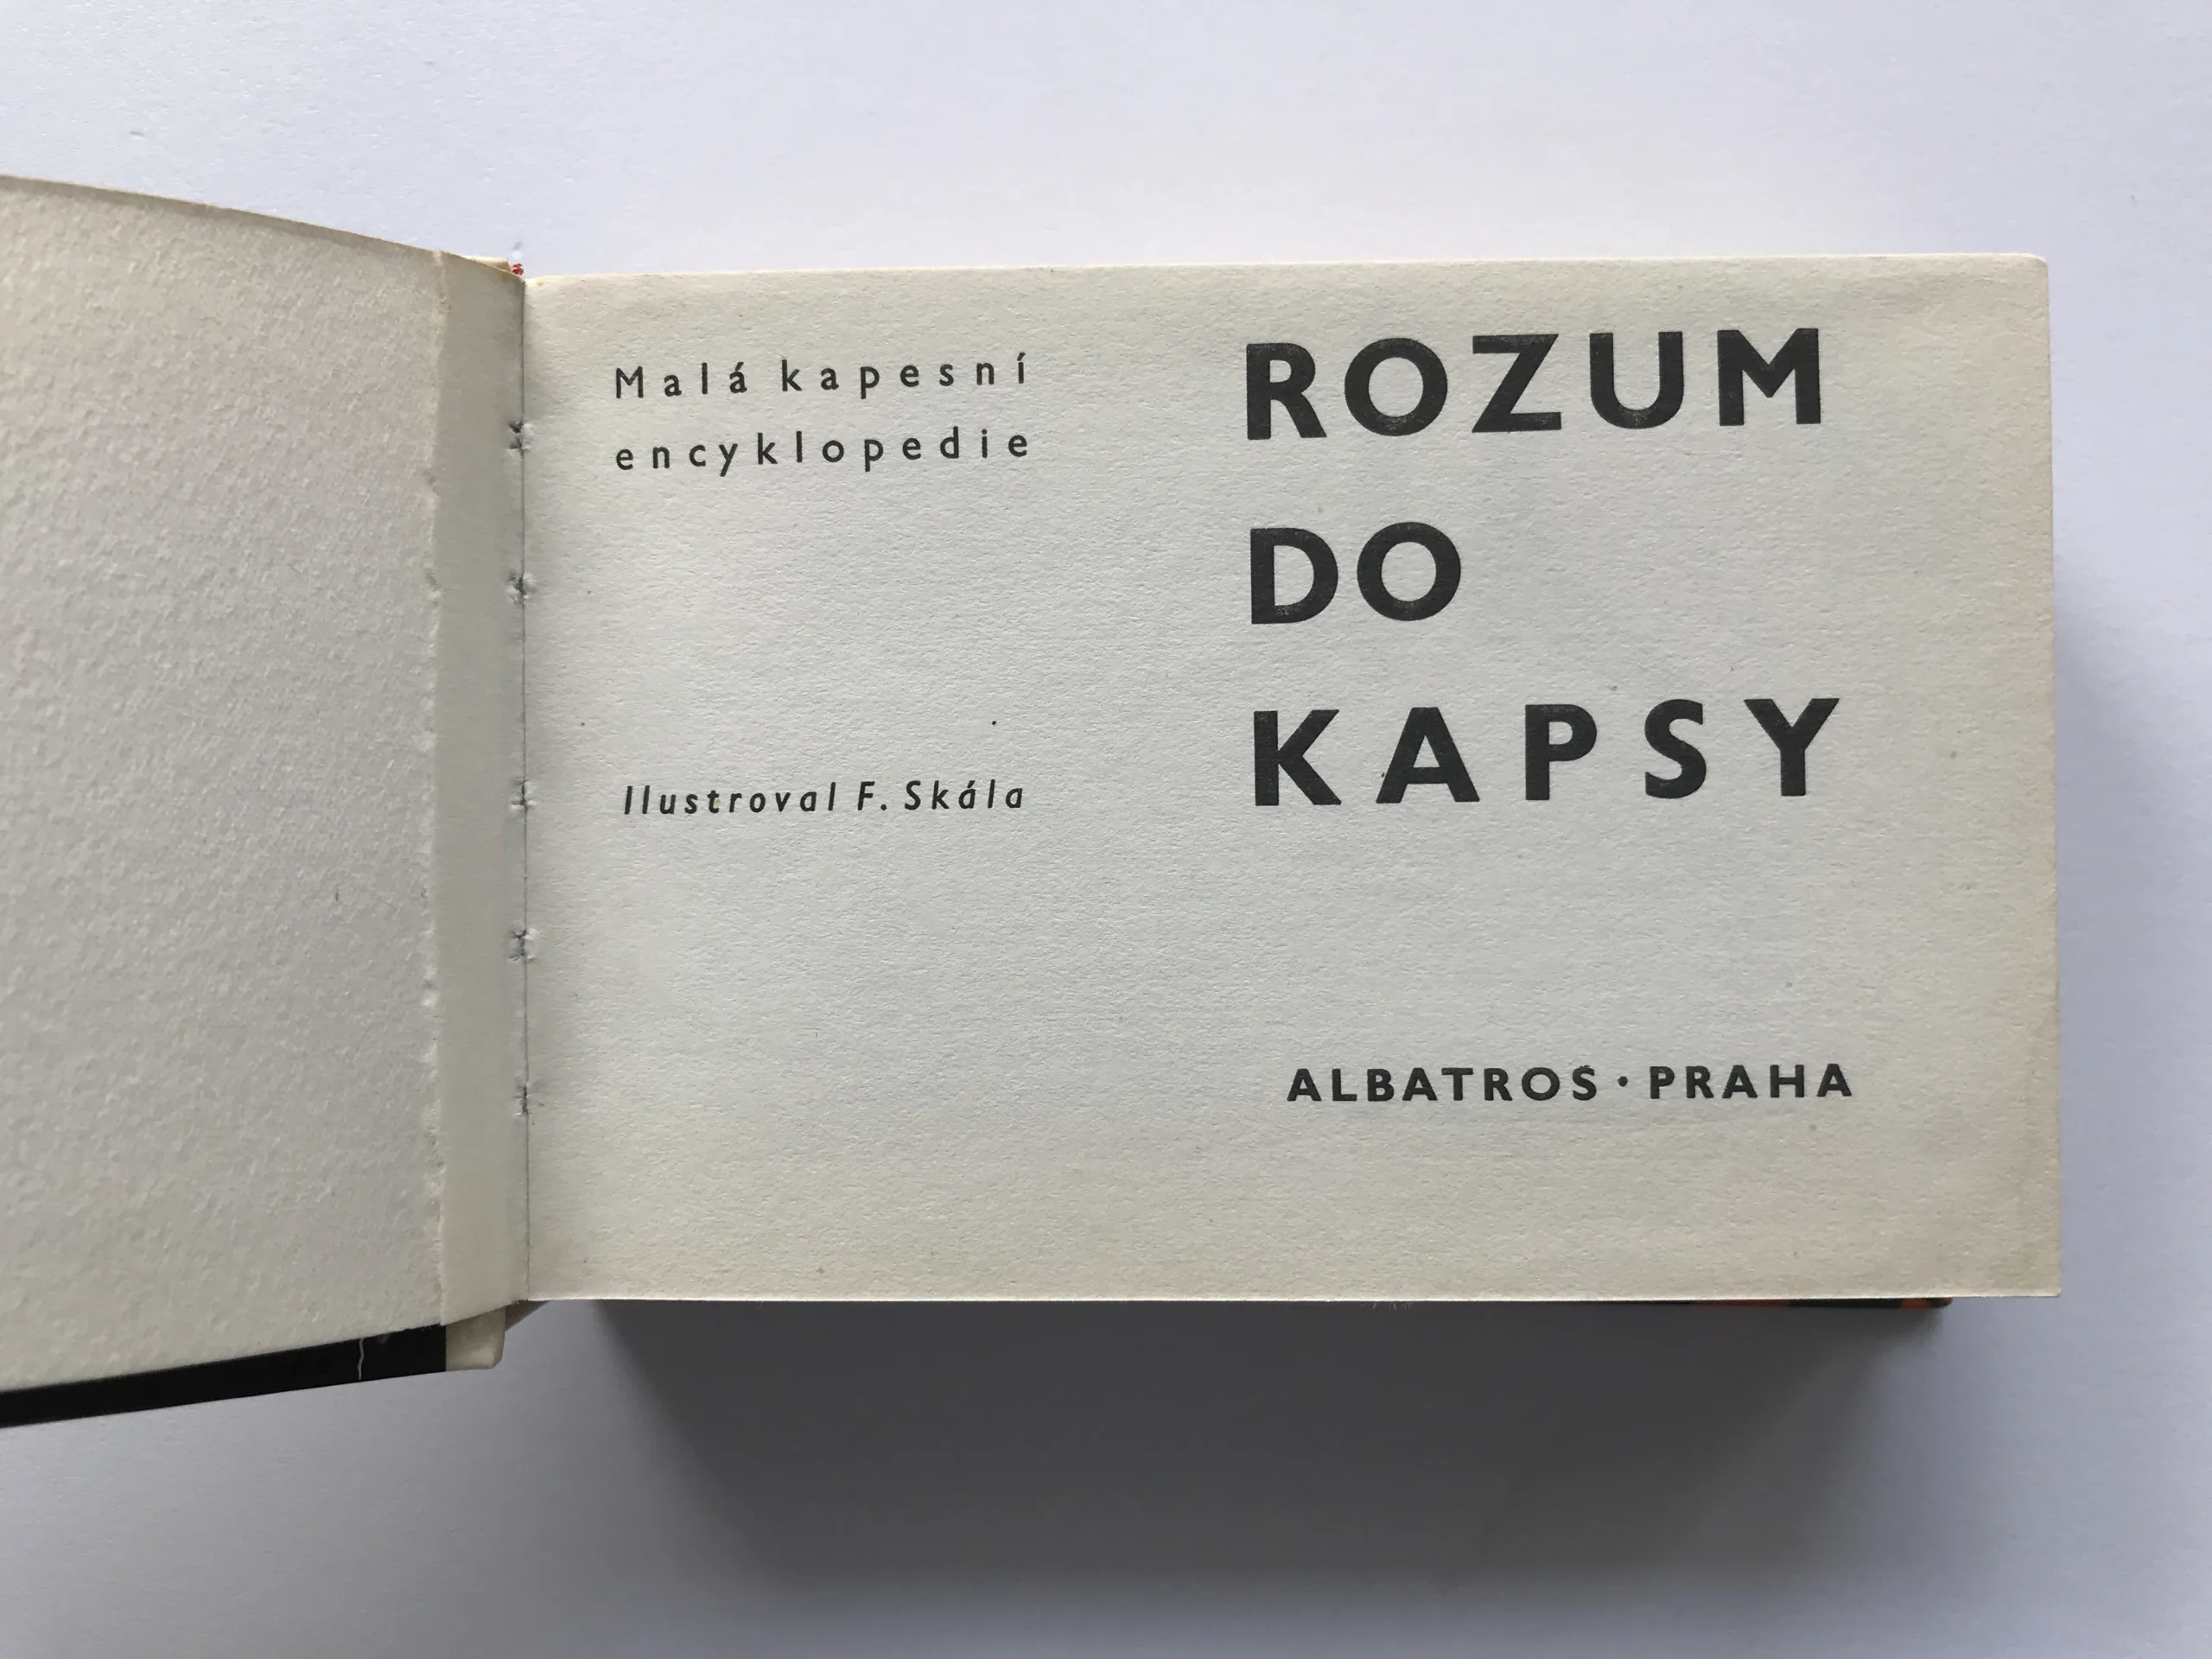 Malá kapesní
encyklopedie
Ilustroval F. Skála
ROZUM
DO
KAPSY
ALBATROS • PRAHA